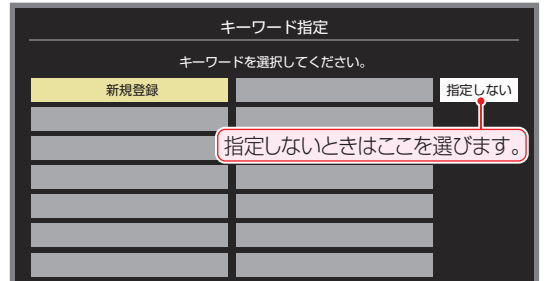 キーワード指定
キーワードを選択してください。
新規登録
指定しない
指定しないときはここを選びます。